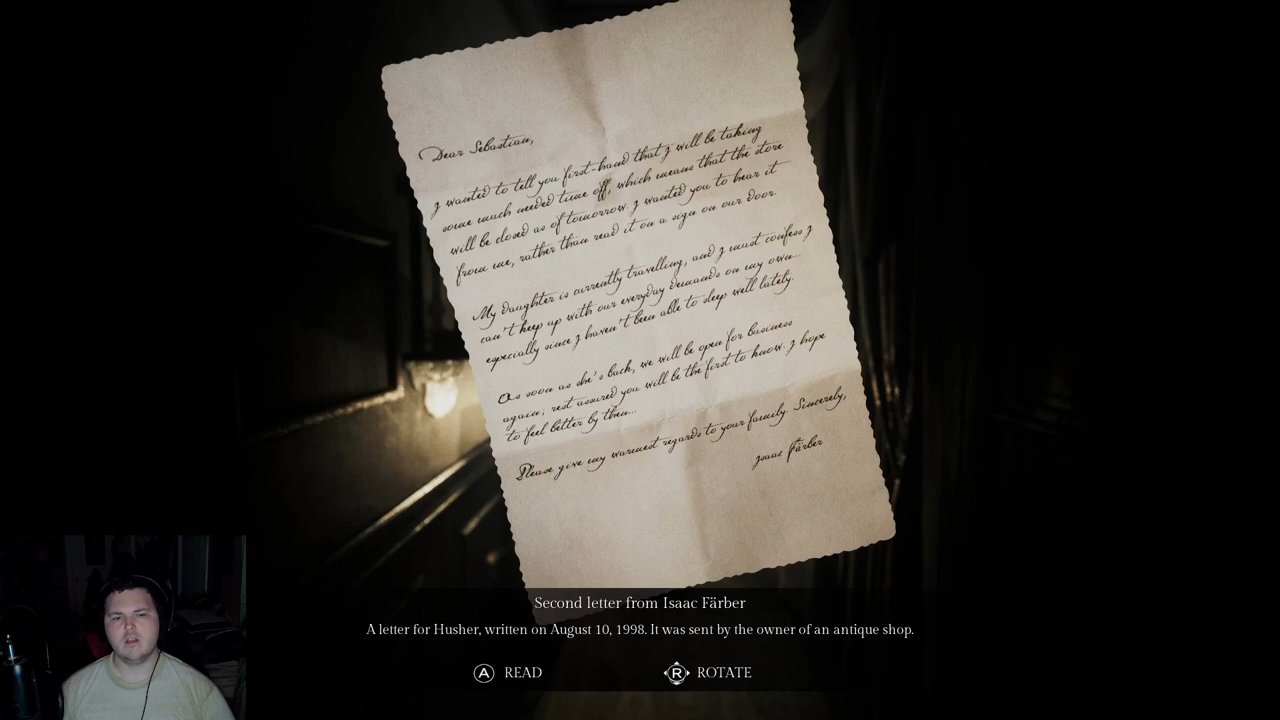 Dear Sebastian,
I wanted to tell you first-hand that I will be taking
some much needed time off, which means that the store
will be closed as of tomorrow. I wanted you to hear it
from me, rather than read it on a sign on our door.
My daughter is currently travelling, and I must confess I
can't keep up with our everyday demands on my own...
especially since I haven't been able to sleep well lately.
As soon as she's back, we will be open for business
again; rest assured you will be the first to know. I hope
to feel better by then...
Please give my warmest regards to your family. Sincerely,
Isaac Färber
Second letter from Isaac Färber
A letter for Husher, written on August 10, 1998. It was sent by the owner of an antique shop.
A READ R ROTATE